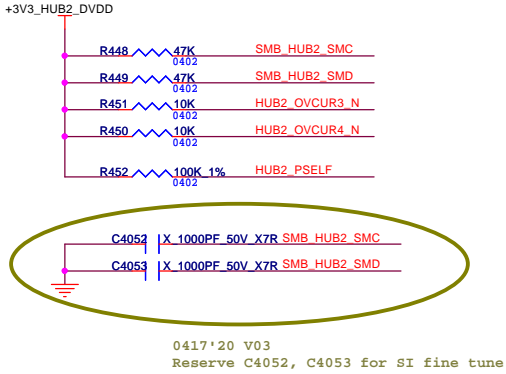 +3V3_HUB2_DVDD
R448 47K SMB_HUB2_SMC
0402
R449 47K SMB_HUB2_SMD
0402
R451 10K HUB2_OVCUR3_N
0402
R450 10K HUB2_OVCUR4_N
0402
R452 100K_1% HUB2_PSELF
0402
C4052 X_1000PF_50V_X7R SMB_HUB2_SMC
C4053 X_1000PF_50V_X7R SMB_HUB2_SMD
0417'20 V03
Reserve C4052, C4053 for SI fine tune